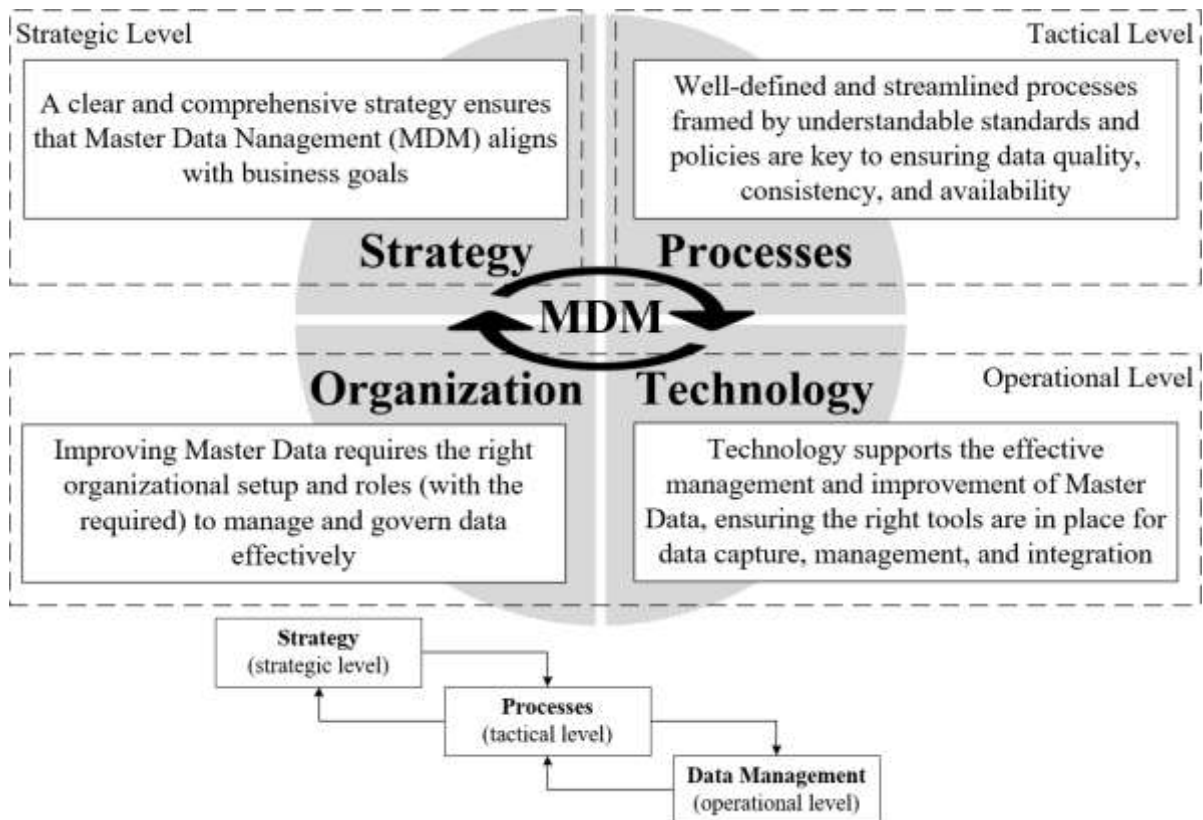 Strategic Level
A clear and comprehensive strategy ensures
that Master Data Nanagement (MDM) aligns
with business goals
Strategy
Tactical Level
Well-defined and streamlined processes
framed by understandable standards and
policies are key to ensuring data quality,
consistency, and availability
Processes
MDM
Organization
Improving Master Data requires the right
organizational setup and roles (with the
required) to manage and govern data
effectively
Operational Level
Technology
Technology supports the effective
management and improvement of Master
Data, ensuring the right tools are in place for
data capture, management, and integration
Strategy
(strategic level)
Processes
(tactical level)
Data Management
(operational level)